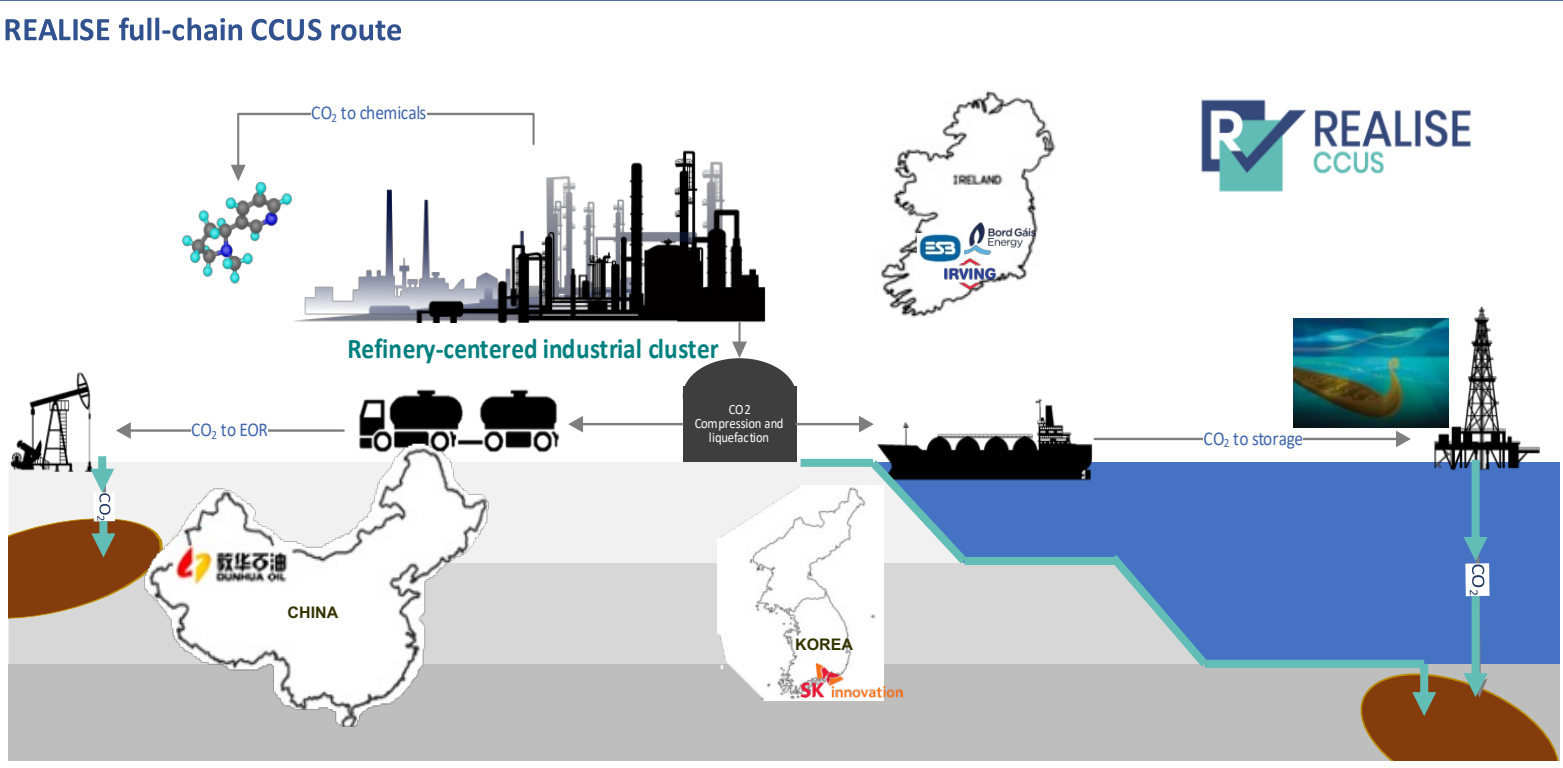 REALISE full-chain CCUS route
CO₂ to chemicals
IRELAND
ESB
Bord Gáis
Energy
IRVING
R
REALISE
CCUS
Refinery-centered industrial cluster
CO2
Compression and
liquefaction
CO₂ to EOR
CO₂ to storage
CO₂
CO₂
敦华石油
DUNHUA OIL
CHINA
KOREA
SK innovation